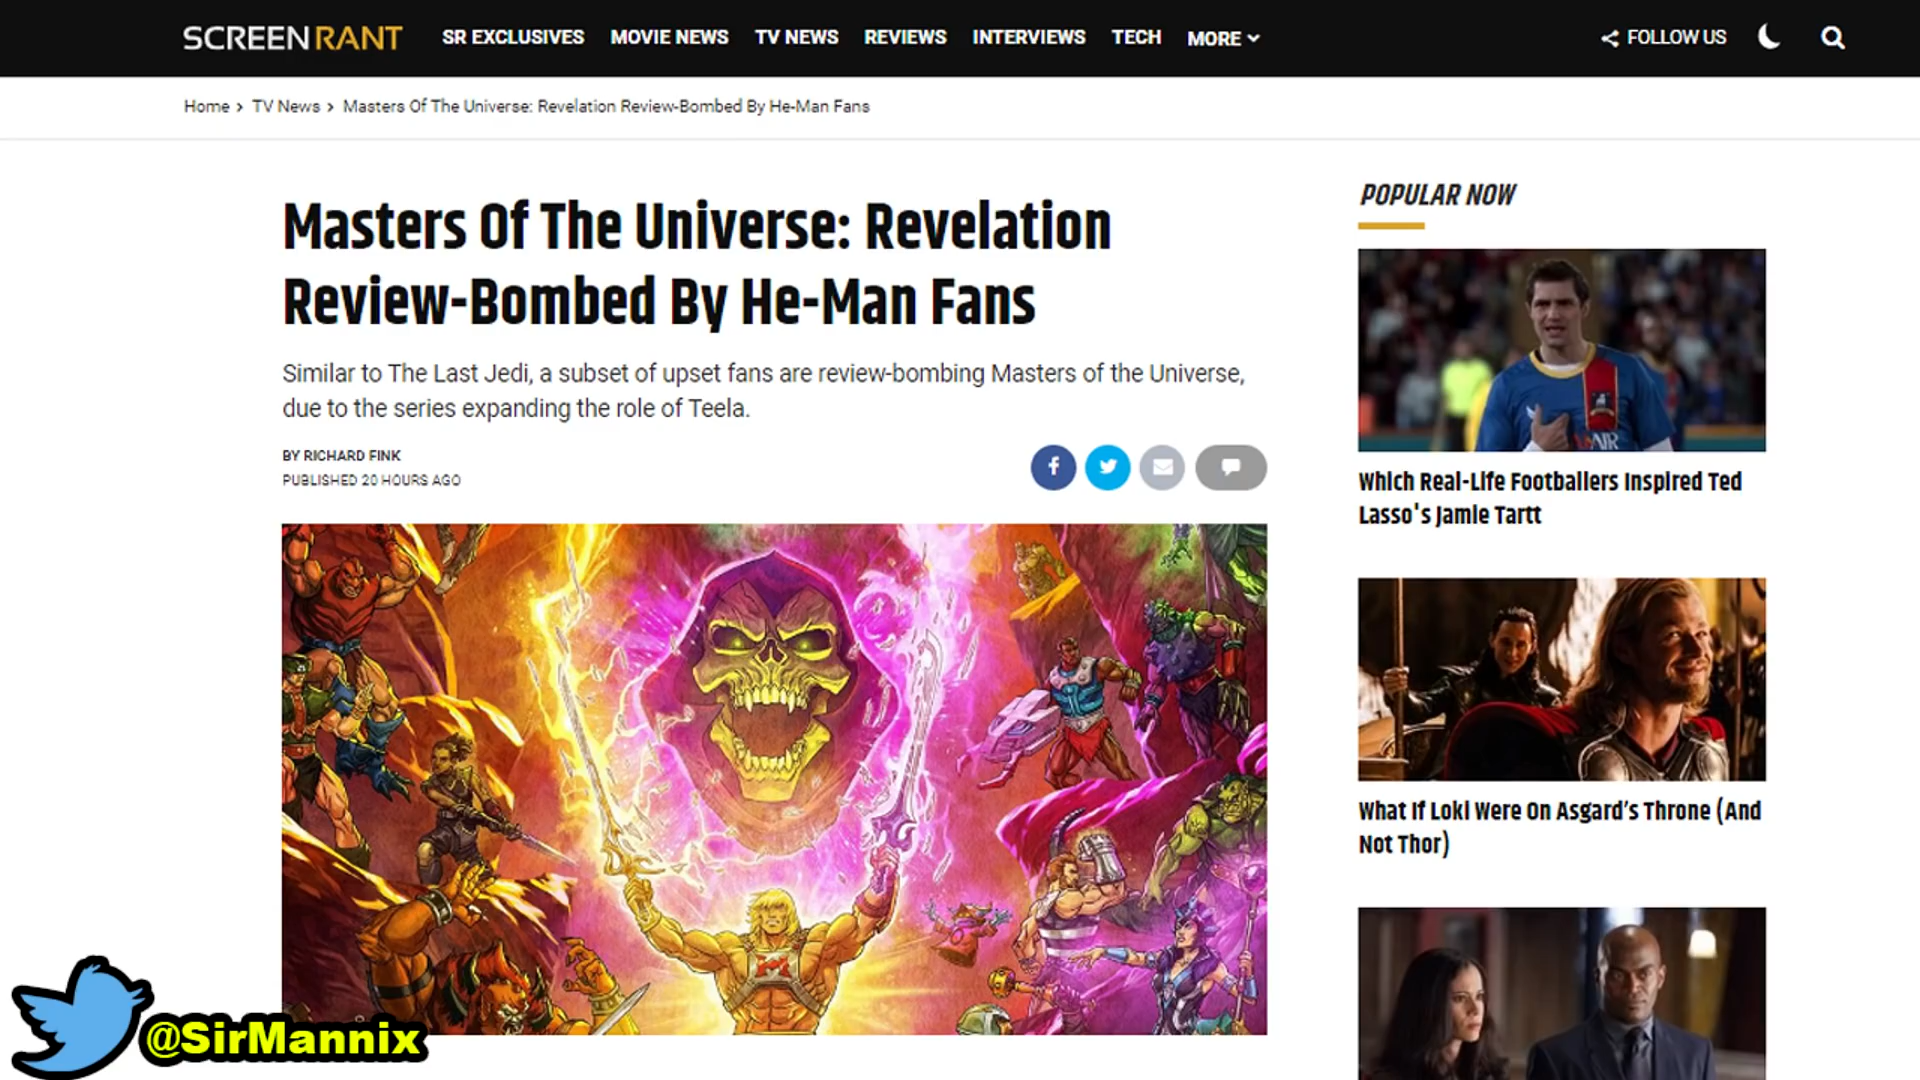 SCREENRANT
SR EXCLUSIVES MOVIE NEWS TV NEWS REVIEWS INTERVIEWS TECH MORE
FOLLOW US
Home > TV News > Masters Of The Universe: Revelation Review-Bombed By He-Man Fans
Masters Of The Universe: Revelation
Review-Bombed By He-Man Fans
Similar to The Last Jedi, a subset of upset fans are review-bombing Masters of the Universe,
due to the series expanding the role of Teela.
BY RICHARD FINK
PUBLISHED 20 HOURS AGO
POPULAR NOW
Which Real-Life Footballers Inspired Ted
Lasso's Jamie Tartt
What If Loki Were On Asgard’s Throne (And
Not Thor)
@SirMannix